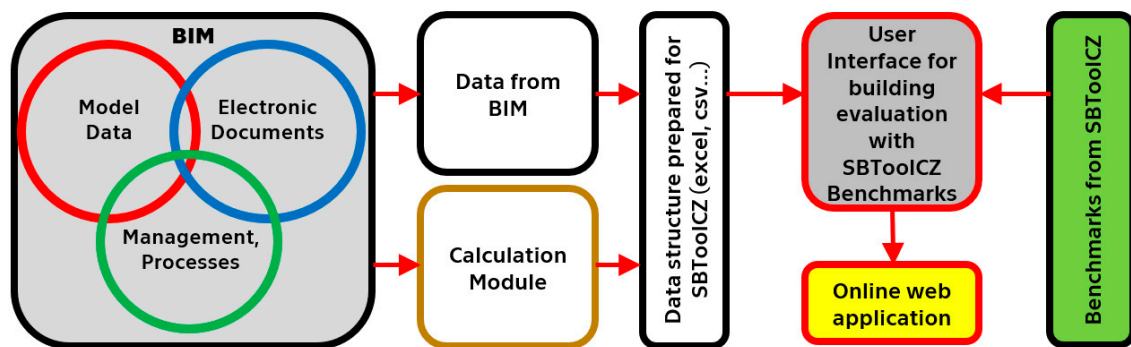 BIM
Model
Data
Electronic
Documents
Management,
Processes
Data from
BIM
Calculation
Module
Data structure prepared for
SBToolCZ (excel, csv...)
User
Interface for
building
evaluation
with
SBToolCZ
Benchmarks
Online web
application
Benchmarks from SBToolCZ